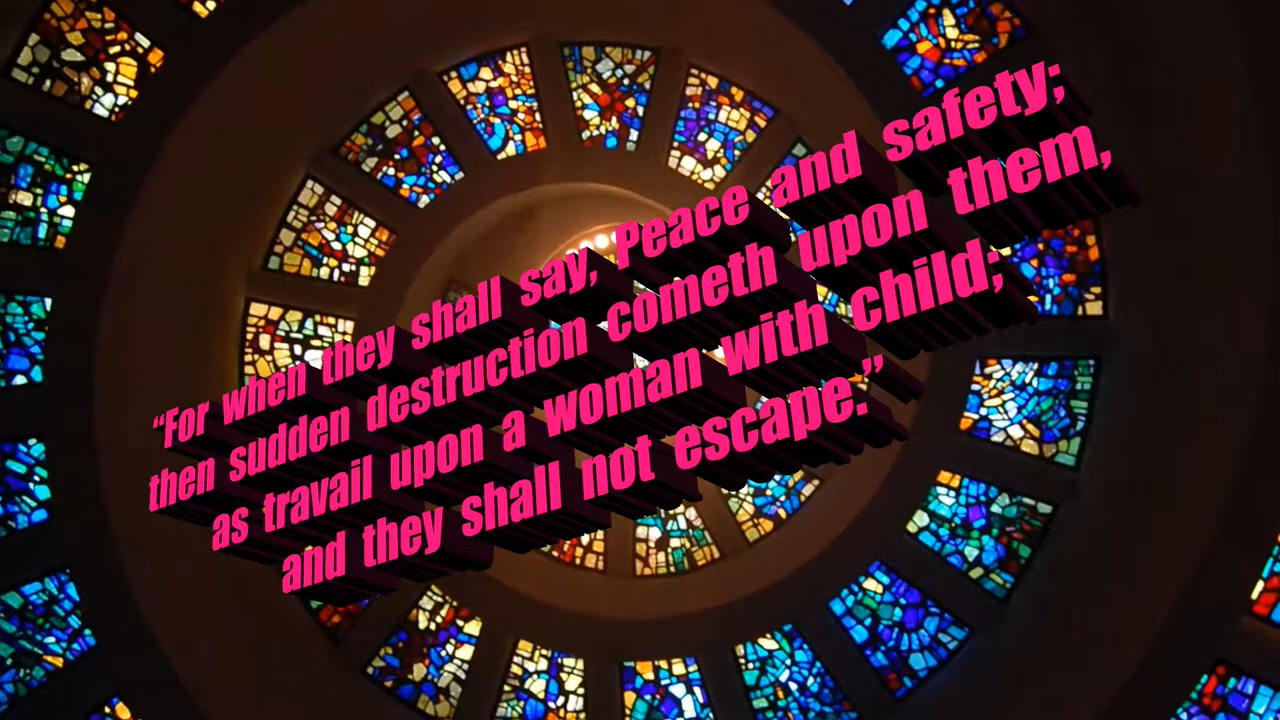 “For when they shall say, Peace and safety;
then sudden destruction cometh upon them,
as travail upon a woman with child;
and they shall not escape.”